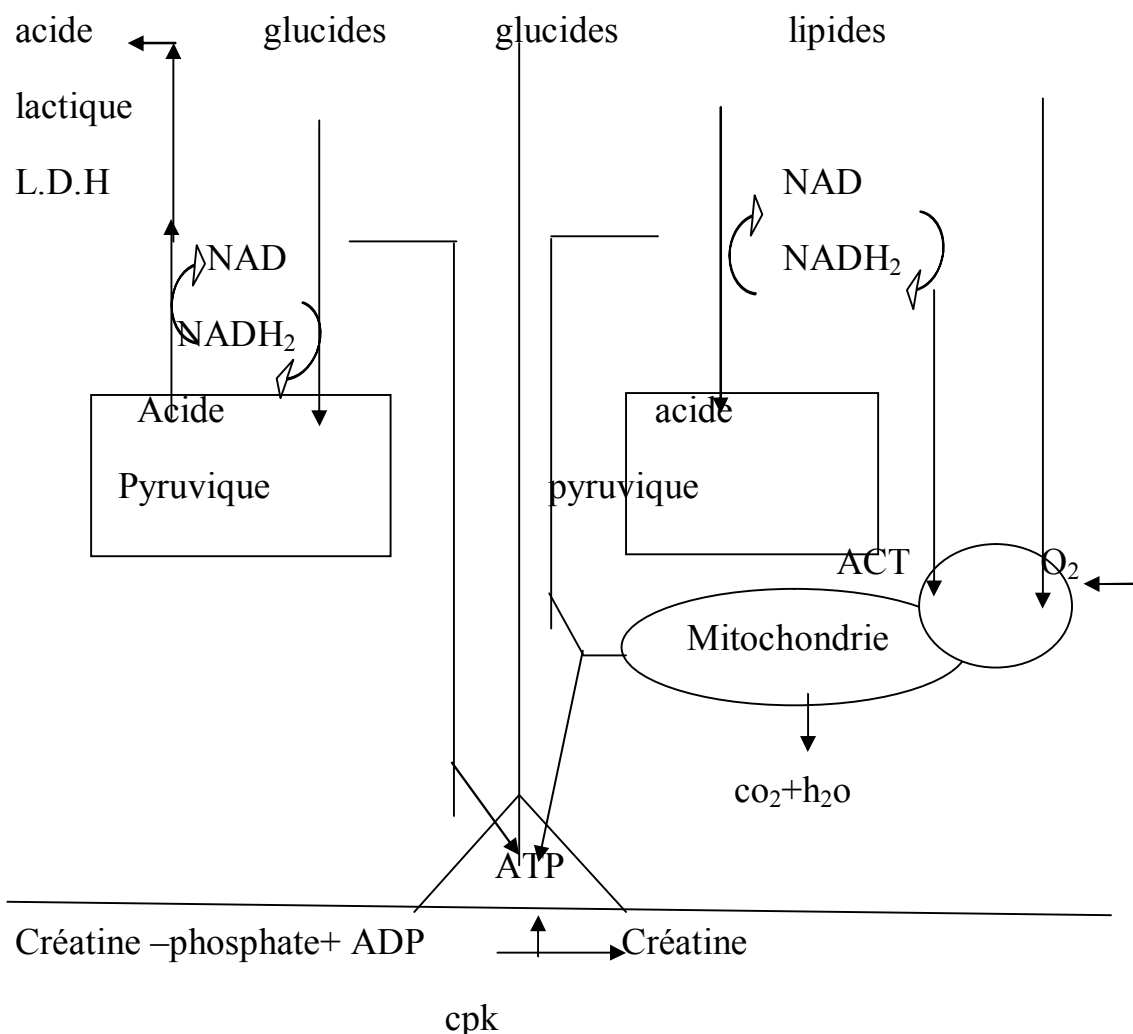 acide glucides glucides lipides
lactique
L.D.H NAD
NAD NADH₂
NADH₂
Acide acide
Pyruvique pyruvique
ACT O₂
Mitochondrie
co₂+h₂o
ATP
Créatine –phosphate+ ADP Créatine
cpk